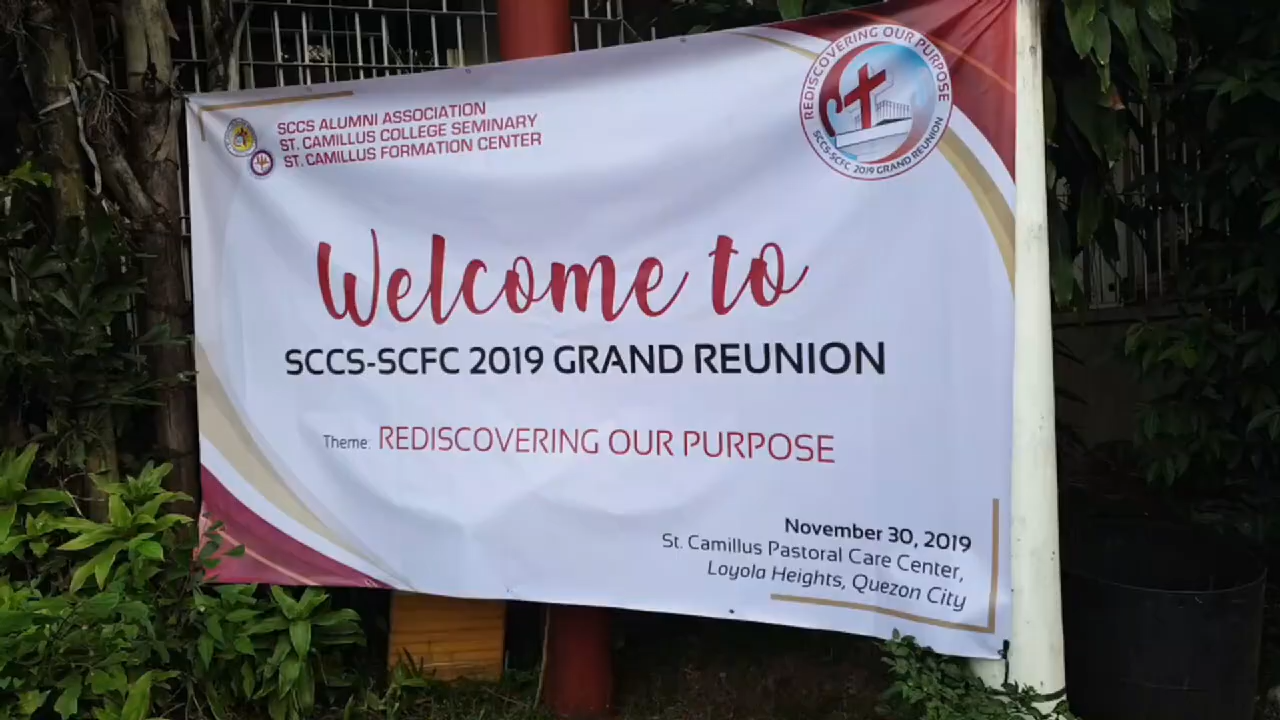 SCCS ALUMNI ASSOCIATION
ST. CAMILLUS COLLEGE SEMINARY
ST. CAMILLUS FORMATION CENTER
REDISCOVERING OUR PURPOSE
SCCS-SCFC 2019 GRAND REUNION
Welcome to
SCCS-SCFC 2019 GRAND REUNION
Theme: REDISCOVERING OUR PURPOSE
November 30, 2019
St. Camillus Pastoral Care Center,
Loyola Heights, Quezon City